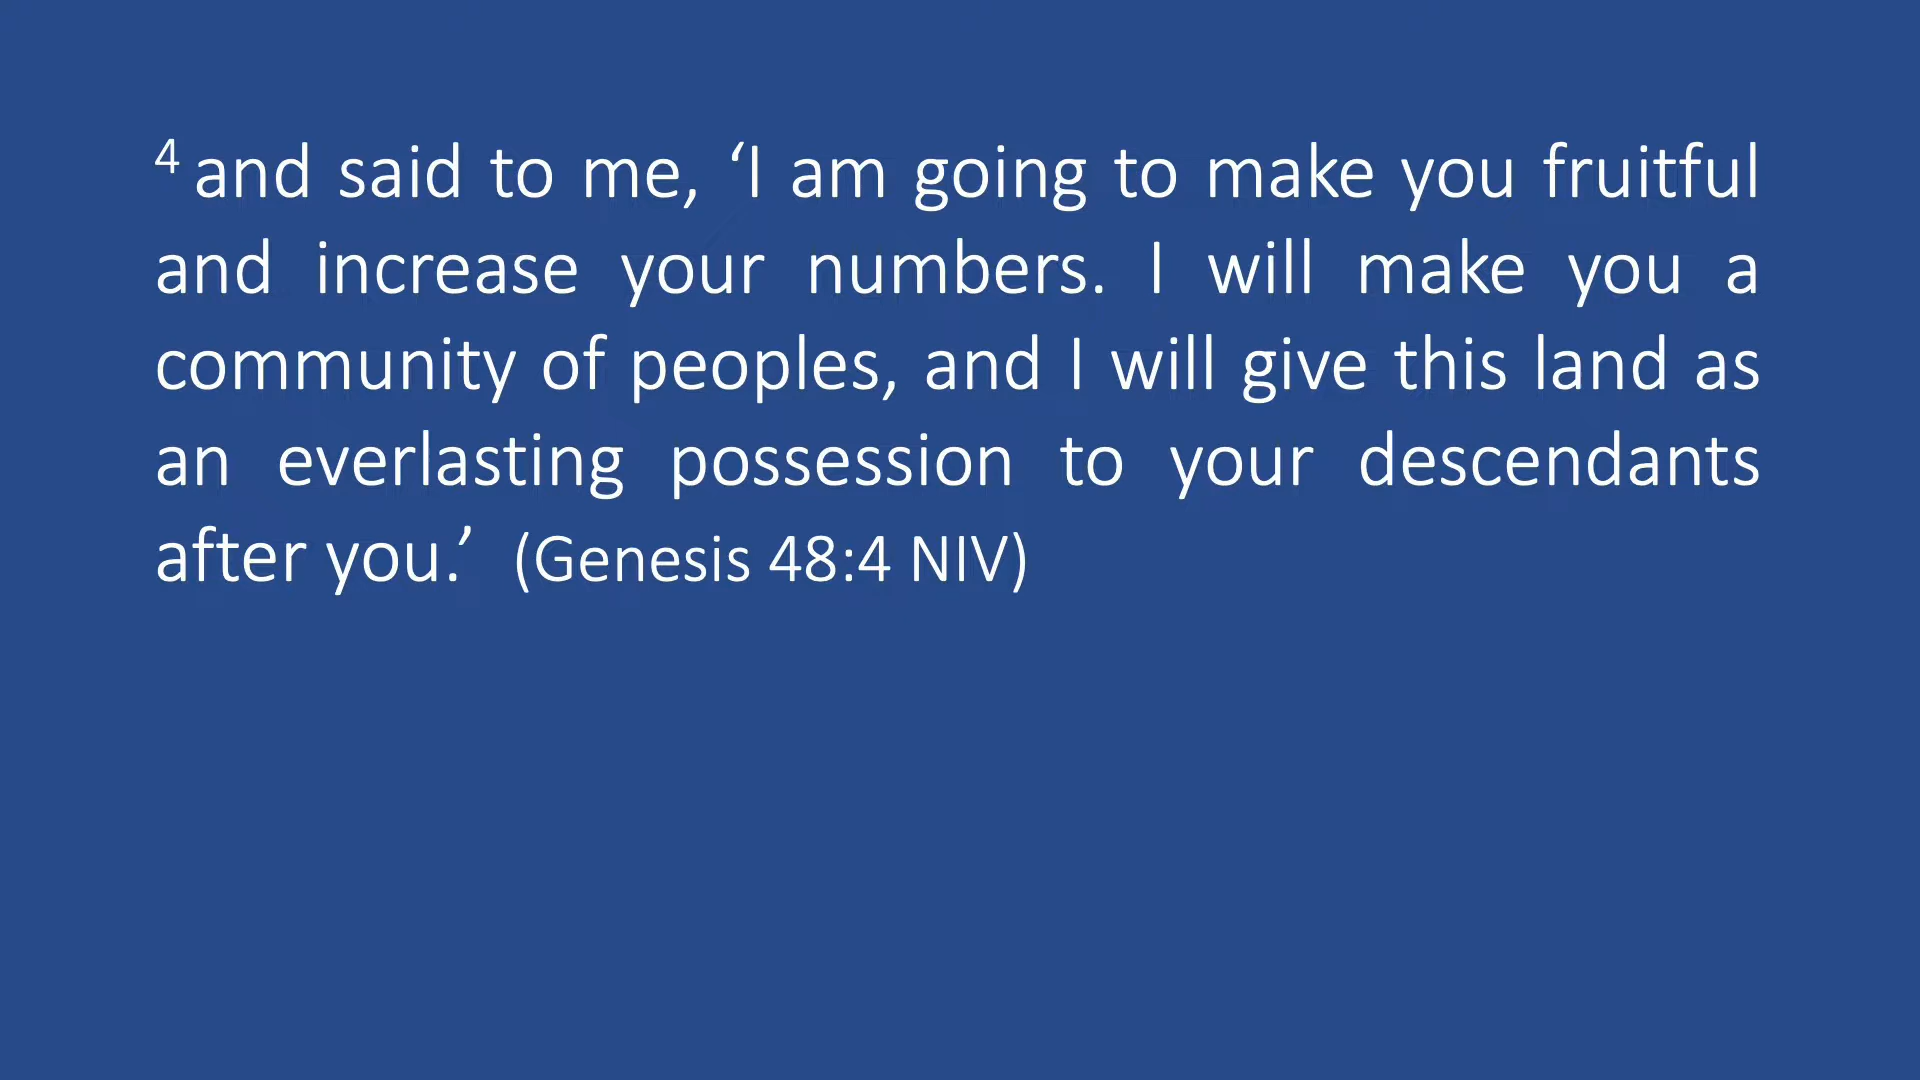 4 and said to me, ‘I am going to make you fruitful
and increase your numbers. I will make you a
community of peoples, and I will give this land as
an everlasting possession to your descendants
after you.’ (Genesis 48:4 NIV)